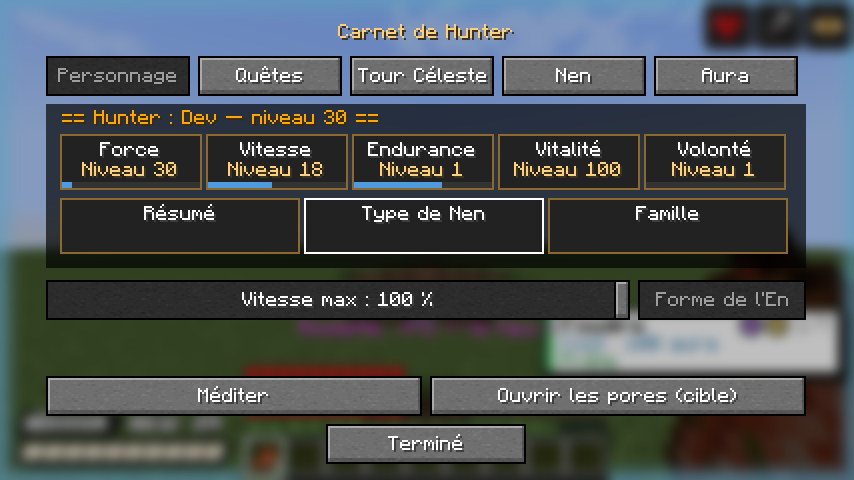 Carnet de Hunter
Personnage
Quêtes
Tour Céleste
Nen
Aura
== Hunter : Dev — niveau 30 ==
Force
Niveau 30
Vitesse
Niveau 18
Endurance
Niveau 1
Vitalité
Niveau 100
Volonté
Niveau 1
Résumé
Type de Nen
Famille
Vitesse max : 100 %
Forme de l'En
Méditer
Ouvrir les pores (cible)
Terminé